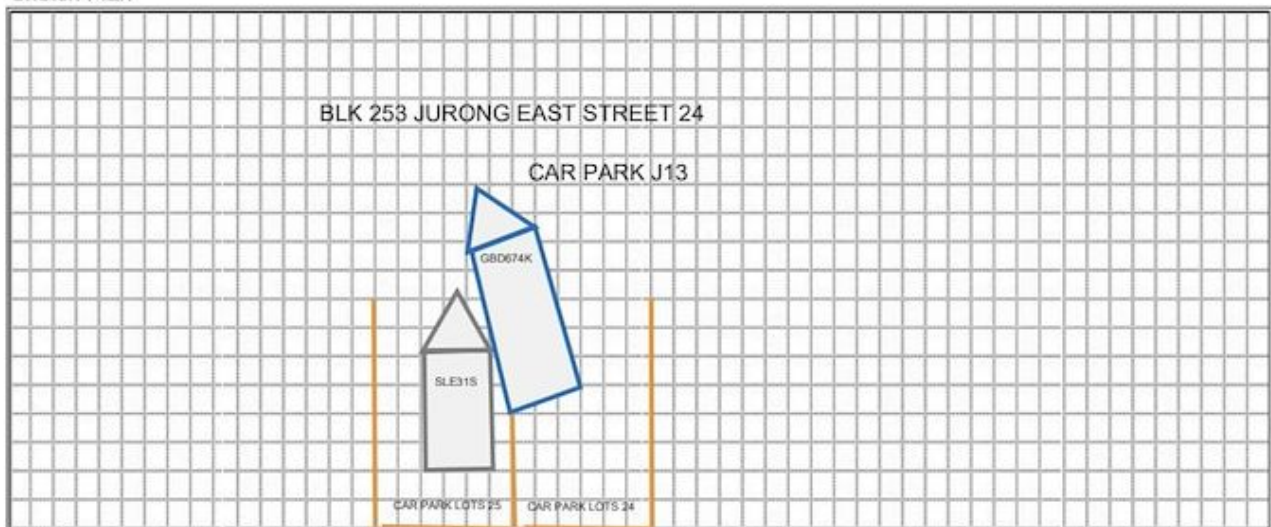 BLK 253 JURONG EAST STREET 24
CAR PARK J13
GBD674K
SLE31S
CAR PARK LOTS 25 CAR PARK LOTS 24